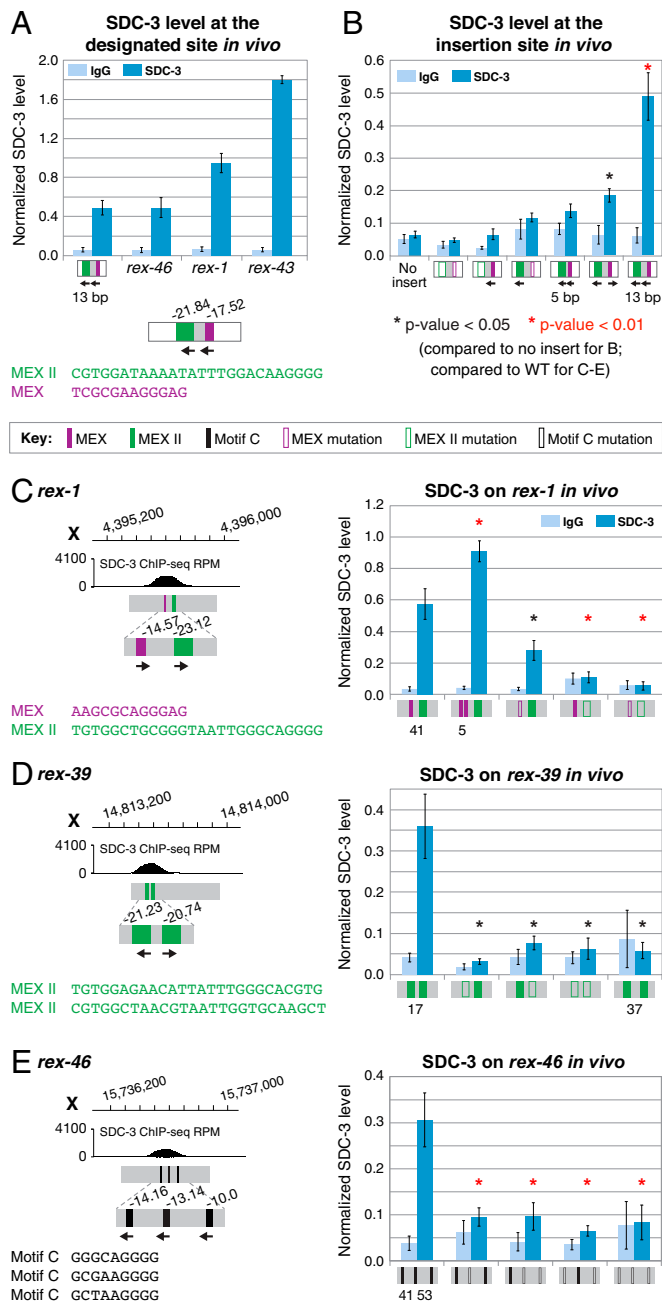 A
SDC-3 level at the
designated site in vivo
IgG SDC-3
Normalized SDC-3 level
2.0
1.6
1.2
0.8
0.4
0.0
rex-46 rex-1 rex-43
13 bp
-21.84
-17.52
MEX II CGTGGATAAAATATTTGGACAAGGGG
MEX TCGCGAAGGGAG
B
SDC-3 level at the
insertion site in vivo
IgG SDC-3
Normalized SDC-3 level
0.6
0.5
0.4
0.3
0.2
0.1
0.0
*
*
No
insert
5 bp 13 bp
* p-value < 0.05 * p-value < 0.01
(compared to no insert for B;
compared to WT for C-E)
Key: MEX MEX II Motif C MEX mutation MEX II mutation Motif C mutation
C rex-1
X
4,395,200 4,396,000
4100
0
SDC-3 ChIP-seq RPM
-14.57
-23.12
MEX AAGCGCAGGGAG
MEX II TGTGGCTGCGGGTAATTGGGCAGGGG
SDC-3 on rex-1 in vivo
IgG SDC-3
Normalized SDC-3 level
1.2
1.0
0.8
0.6
0.4
0.2
0.0
* * * *
41 5
D rex-39
X
14,813,200 14,814,000
4100
0
SDC-3 ChIP-seq RPM
-21.23
-20.74
MEX II TGTGGAGAACATTATTTGGGCACGTG
MEX II CGTGGCTAACGTAATTGGTGCAAGCT
SDC-3 on rex-39 in vivo
Normalized SDC-3 level
0.4
0.3
0.2
0.1
0.0
* * * *
17 37
E rex-46
X
15,736,200 15,737,000
4100
0
SDC-3 ChIP-seq RPM
-14.16
-13.14
-10.0
Motif C GGGCAGGGG
Motif C GCGAAGGGG
Motif C GCTAAGGGG
SDC-3 on rex-46 in vivo
Normalized SDC-3 level
0.4
0.3
0.2
0.1
0.0
* * * *
41 53